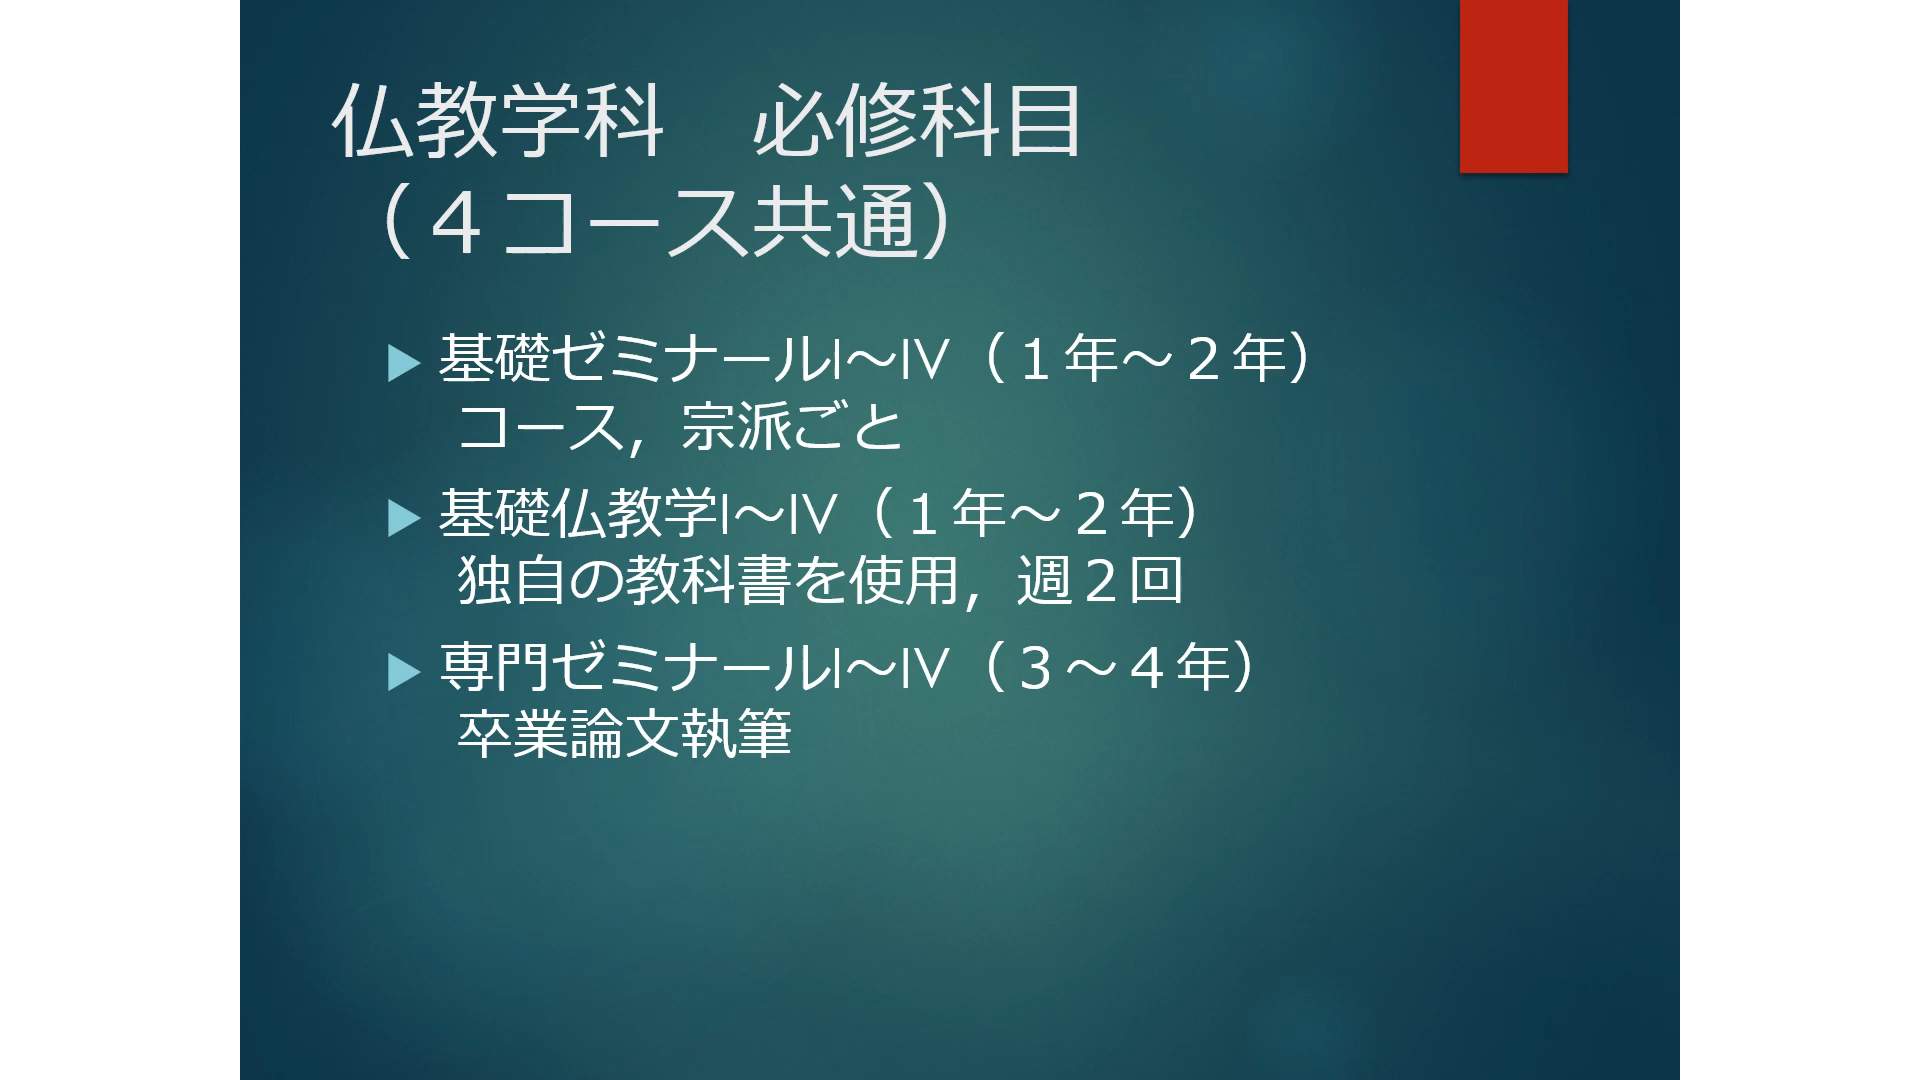 仏教学科　必修科目
（４コース共通）
基礎ゼミナールI～IV（１年～２年）
コース，宗派ごと
基礎仏教学I～IV（１年～２年）
独自の教科書を使用，週２回
専門ゼミナールI～IV（３～４年）
卒業論文執筆